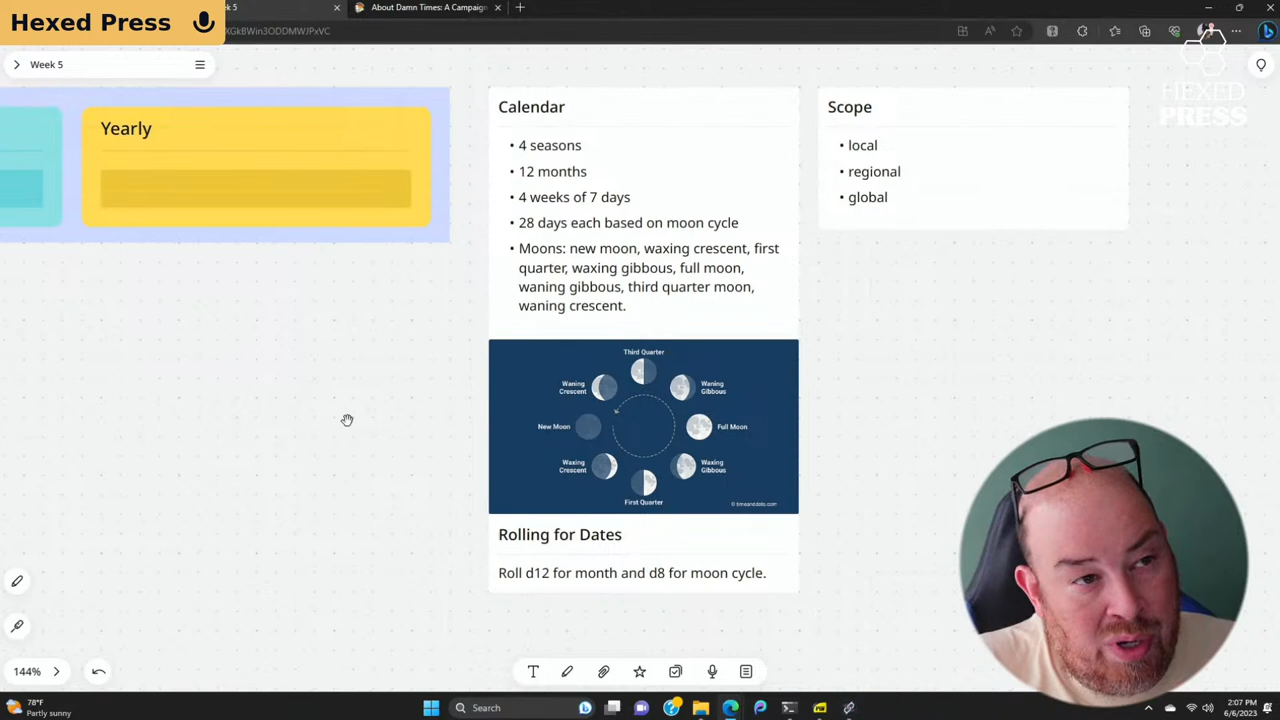 Hexed Press
k 5
About Damn Times: A Campaign
XGkBWin3ODDMWJPxVC
HEXED
PRESS
Week 5
Yearly
Calendar
• 4 seasons
• 12 months
• 4 weeks of 7 days
• 28 days each based on moon cycle
• Moons: new moon, waxing crescent, first
quarter, waxing gibbous, full moon,
waning gibbous, third quarter moon,
waning crescent.
Third Quarter
Waning
Crescent
Waning
Gibbous
New Moon
Full Moon
Waxing
Crescent
Waxing
Gibbous
First Quarter
© timeanddate.com
Rolling for Dates
Roll d12 for month and d8 for moon cycle.
Scope
• local
• regional
• global
144%
T
78°F
Partly sunny
Search
2:07 PM
6/6/2023